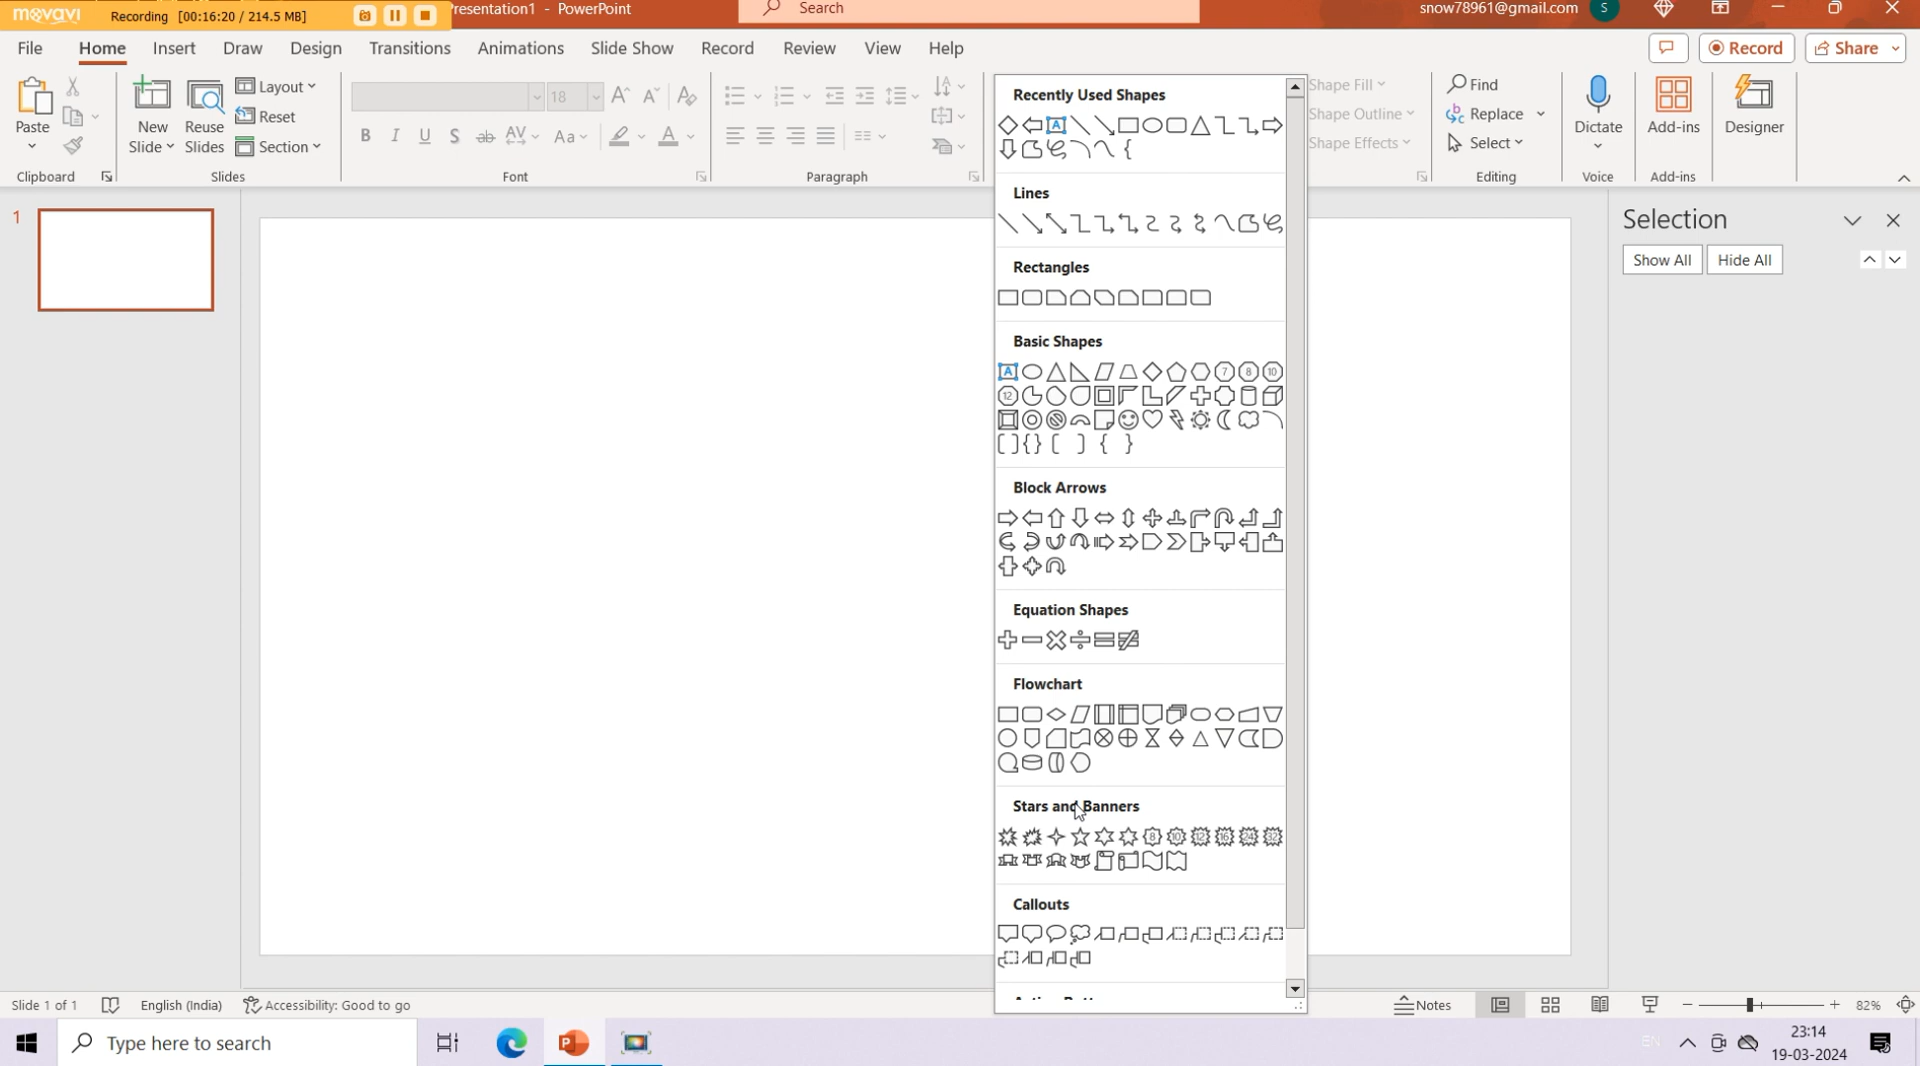 movavi Recording [00:16:20 / 214.5 MB]
Presentation1 - PowerPoint
Search
snow78961@gmail.com S
File Home Insert Draw Design Transitions Animations Slide Show Record Review View Help
Record Share
Paste
New Slide
Reuse Slides
Layout
Reset
Section
18
Aa
Shape Fill
Shape Outline
Shape Effects
Find
Replace
Select
Dictate
Add-ins
Designer
Clipboard Slides Font Paragraph Editing Voice Add-ins
1
Recently Used Shapes
Lines
Rectangles
Basic Shapes
Block Arrows
Equation Shapes
Flowchart
Stars and Banners
Callouts
Selection
Show All Hide All
Slide 1 of 1 English (India) Accessibility: Good to go
Notes 82%
Type here to search
EN
23:14
19-03-2024